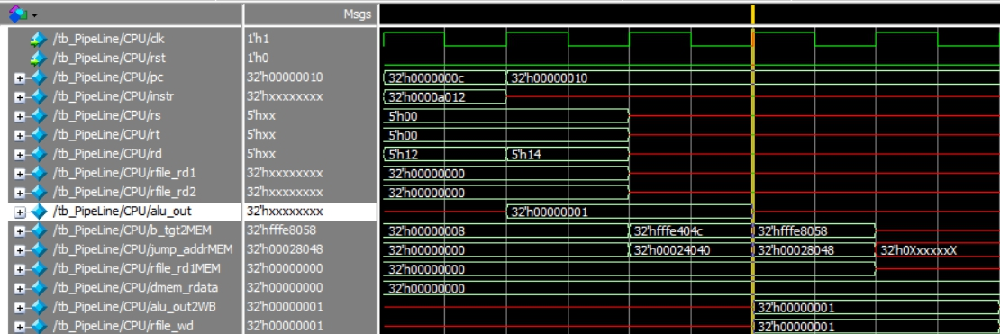 Msgs
/tb_PipeLine/CPU/clk 1'h1
/tb_PipeLine/CPU/rst 1'h0
/tb_PipeLine/CPU/pc 32'h00000010 32'h0000000c 32'h00000010
/tb_PipeLine/CPU/instr 32'hxxxxxxxx 32'h0000a012
/tb_PipeLine/CPU/rs 5'hxx 5'h00
/tb_PipeLine/CPU/rt 5'hxx 5'h00
/tb_PipeLine/CPU/rd 5'hxx 5'h12 5'h14
/tb_PipeLine/CPU/rfile_rd1 32'hxxxxxxxx 32'h00000000
/tb_PipeLine/CPU/rfile_rd2 32'hxxxxxxxx 32'h00000000
/tb_PipeLine/CPU/alu_out 32'hxxxxxxxx 32'h00000001
/tb_PipeLine/CPU/b_tgt2MEM 32'hfffe8058 32'h00000008 32'hfffe404c 32'hfffe8058
/tb_PipeLine/CPU/jump_addrMEM 32'h00028048 32'h00000000 32'h00024040 32'h00028048 32'h0XxxxxxX
/tb_PipeLine/CPU/rfile_rd1MEM 32'h00000000 32'h00000000
/tb_PipeLine/CPU/dmem_rdata 32'h00000000 32'h00000000
/tb_PipeLine/CPU/alu_out2WB 32'h00000001 32'h00000001
/tb_PipeLine/CPU/rfile_wd 32'h00000001 32'h00000001